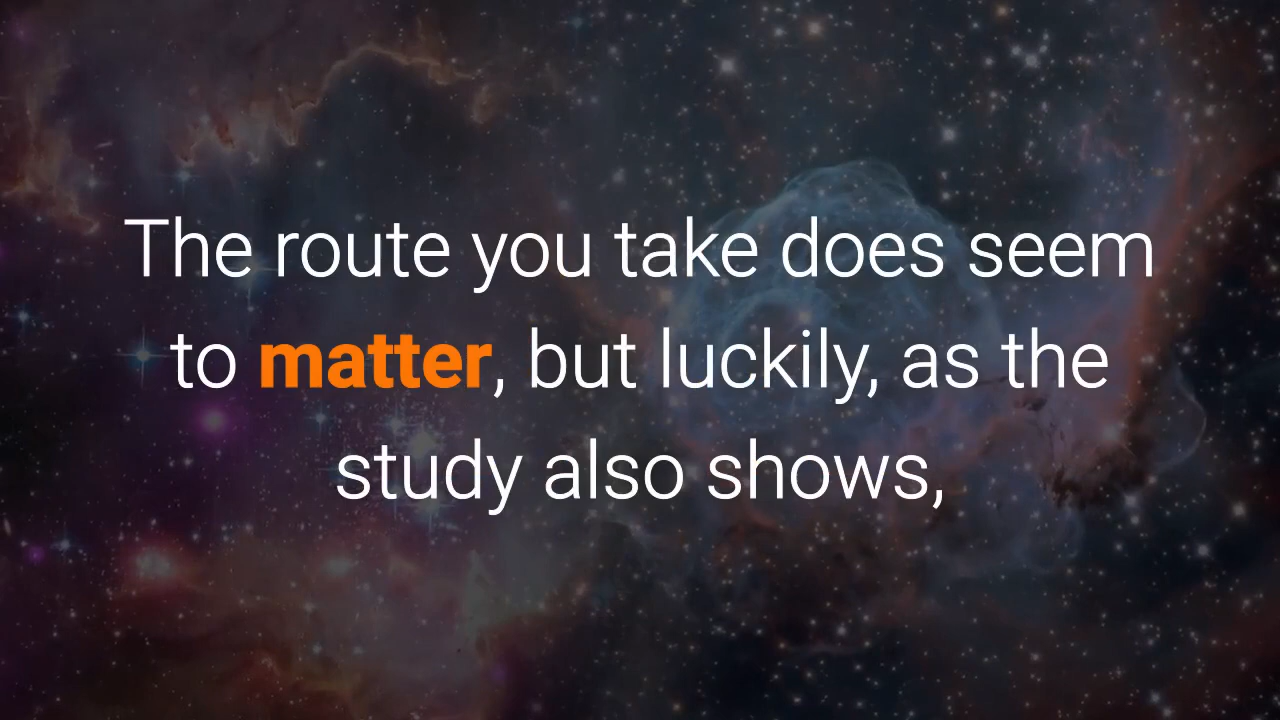 The route you take does seem
to matter, but luckily, as the
study also shows,